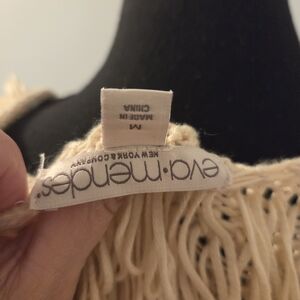 eva•mendes
NEW YORK & COMPANY
M
MADE IN
CHINA